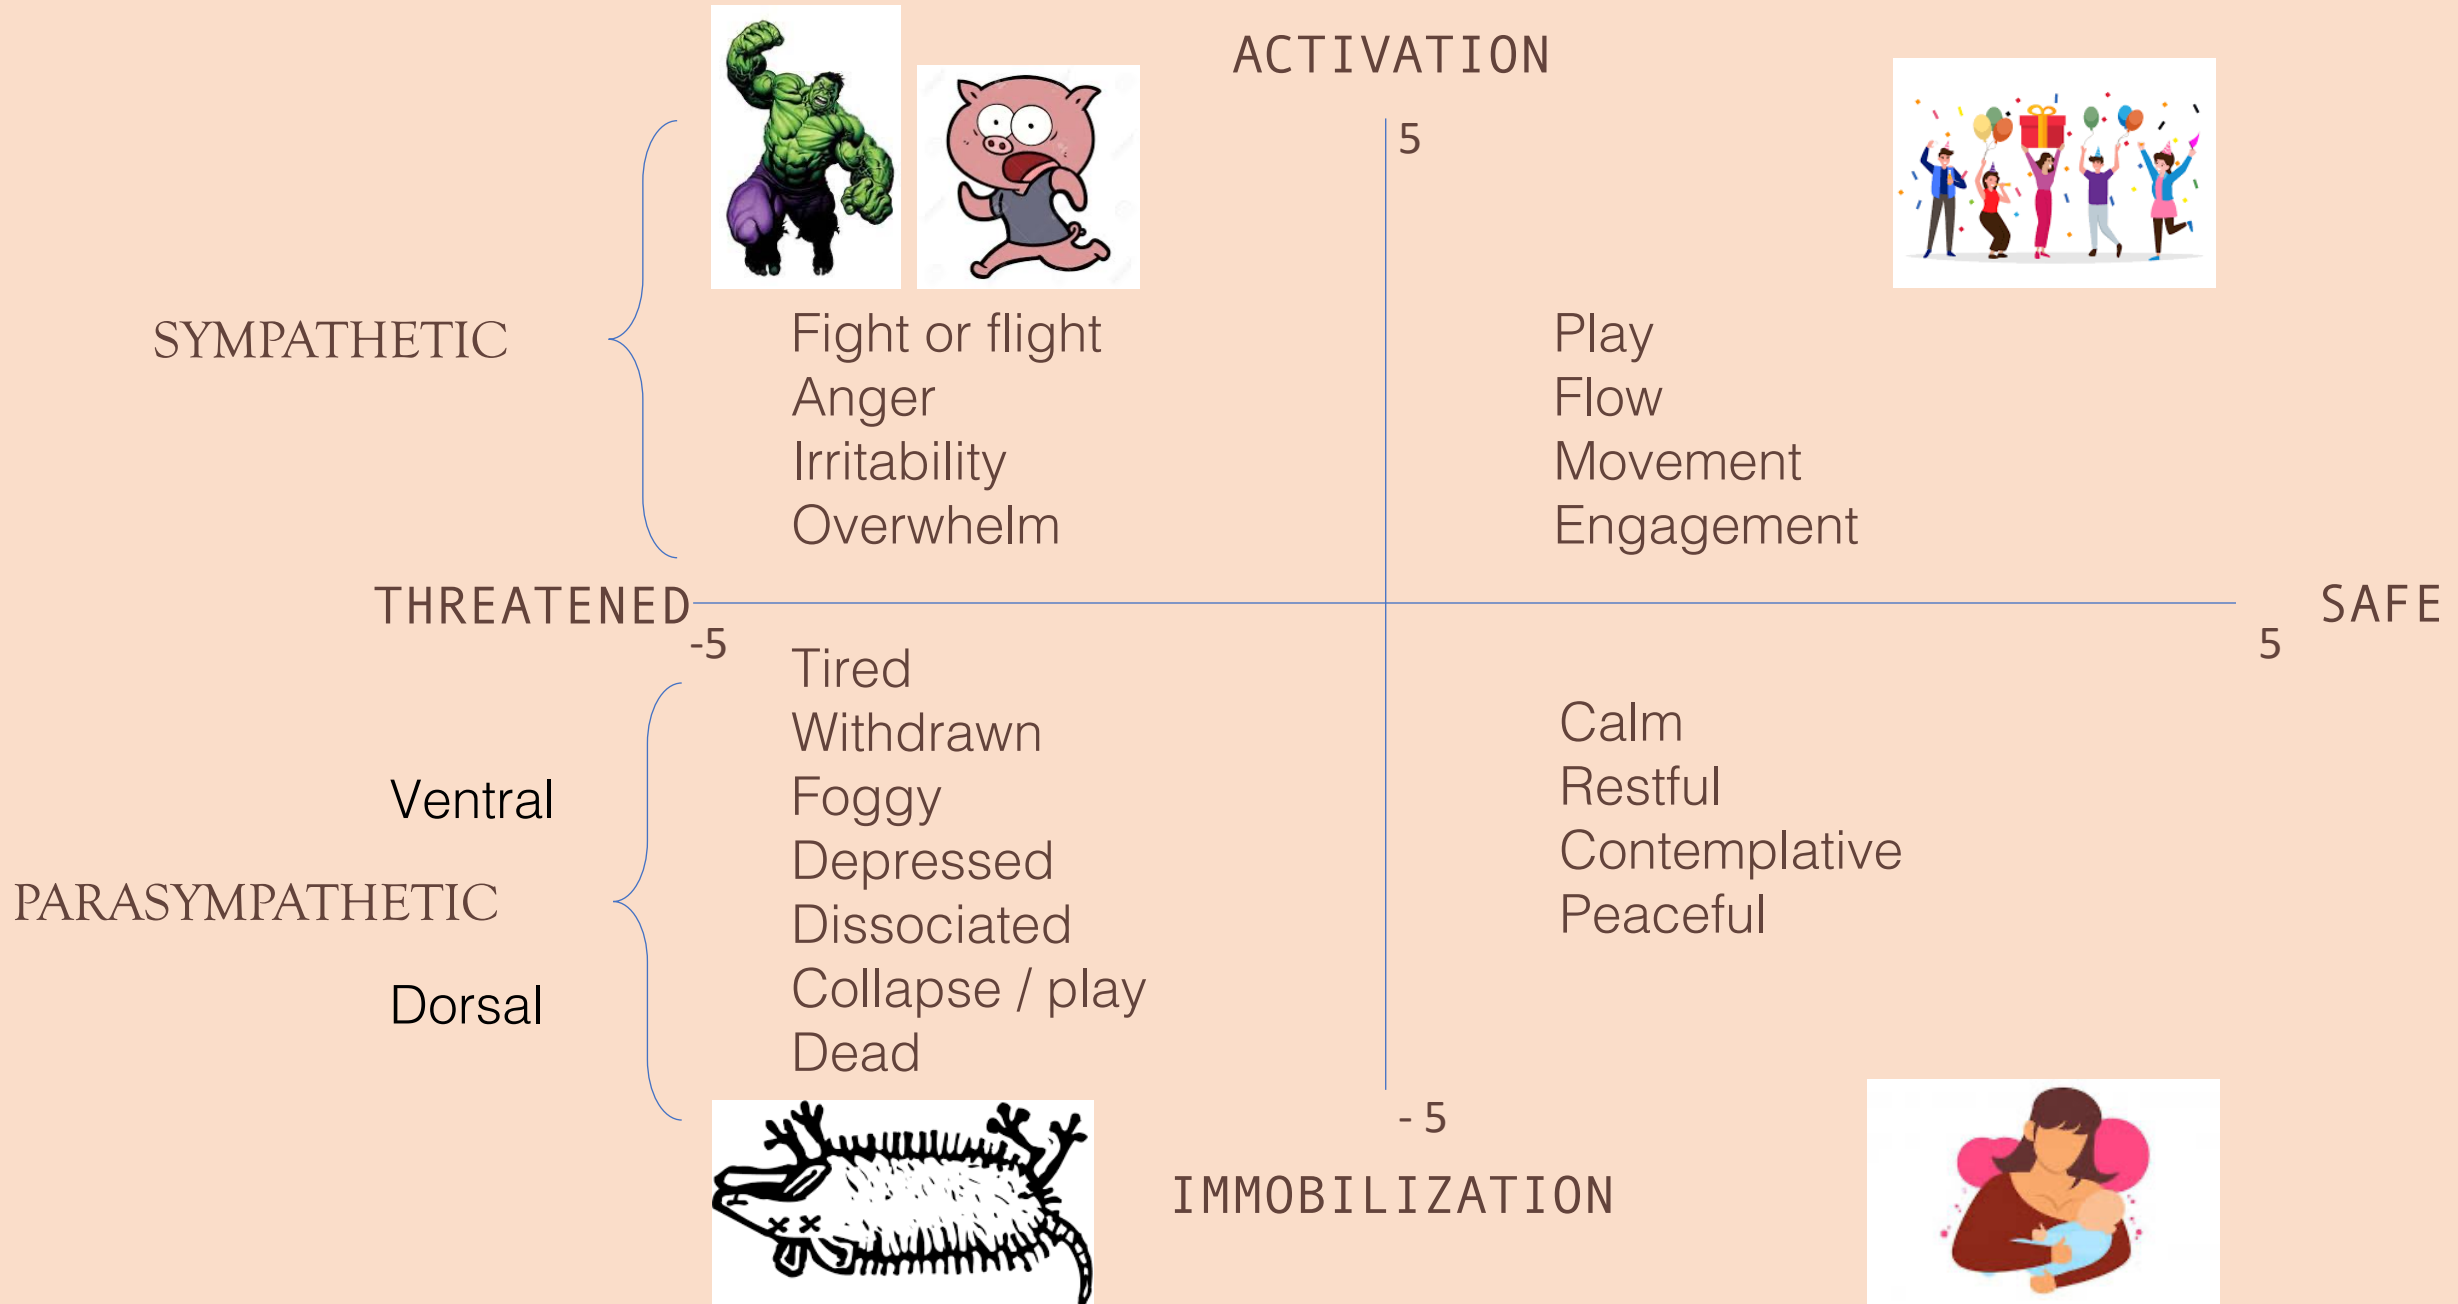 ACTIVATION
5
SYMPATHETIC
Fight or flight
Anger
Irritability
Overwhelm
Play
Flow
Movement
Engagement
THREATENED
-5
SAFE
5
Tired
Withdrawn
Foggy
Depressed
Dissociated
Collapse / play
Dead
Ventral
PARASYMPATHETIC
Dorsal
Calm
Restful
Contemplative
Peaceful
-5
IMMOBILIZATION